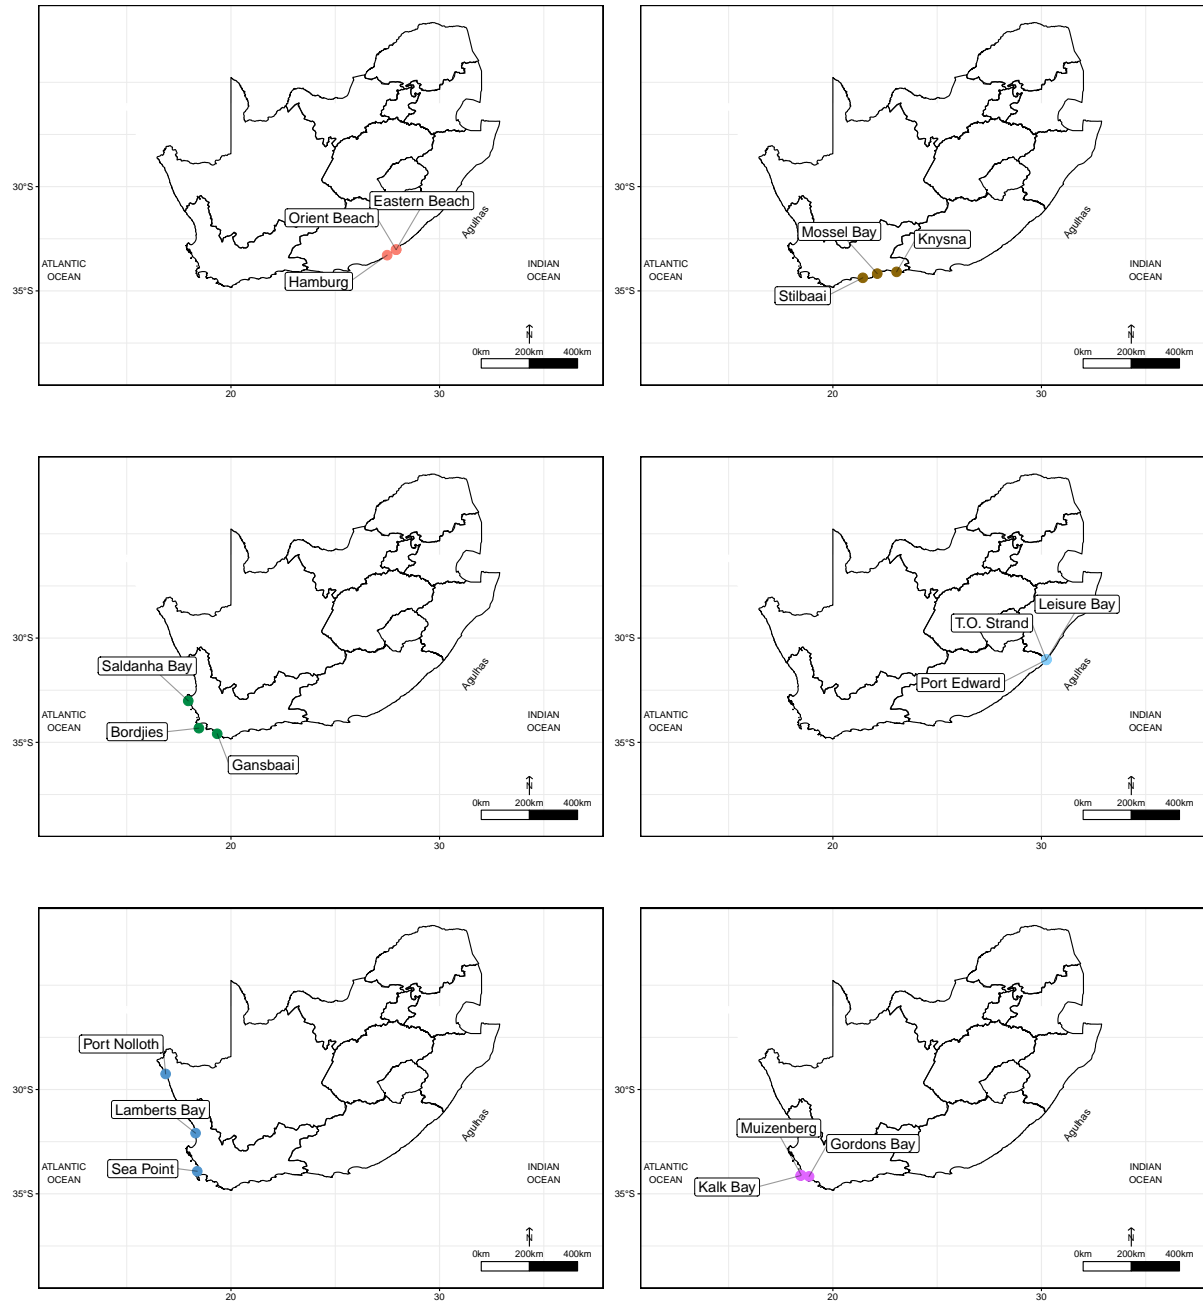 Eastern Beach
Orient Beach
Hamburg
30°S
35°S
ATLANTIC
OCEAN
INDIAN
OCEAN
Agulhas
N
0km 200km 400km
20 30
Mossel Bay
Knysna
Stilbaai
30°S
35°S
ATLANTIC
OCEAN
INDIAN
OCEAN
Agulhas
N
0km 200km 400km
20 30
Saldanha Bay
Bordjies
Gansbaai
30°S
35°S
ATLANTIC
OCEAN
INDIAN
OCEAN
Agulhas
N
0km 200km 400km
20 30
Leisure Bay
T.O. Strand
Port Edward
30°S
35°S
ATLANTIC
OCEAN
INDIAN
OCEAN
Agulhas
N
0km 200km 400km
20 30
Port Nolloth
Lamberts Bay
Sea Point
30°S
35°S
ATLANTIC
OCEAN
INDIAN
OCEAN
Agulhas
N
0km 200km 400km
20 30
Muizenberg
Gordons Bay
Kalk Bay
30°S
35°S
ATLANTIC
OCEAN
INDIAN
OCEAN
Agulhas
N
0km 200km 400km
20 30